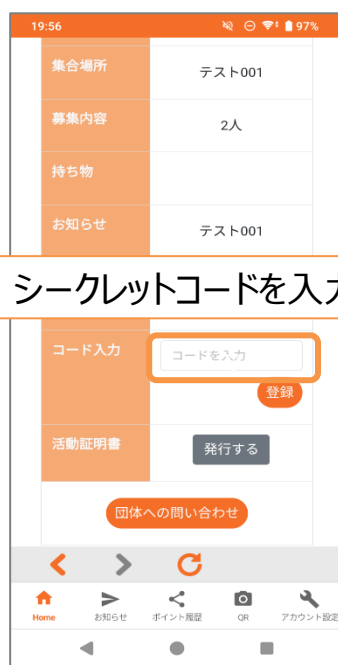 19:56 97%
集合場所 テスト001
募集内容 2人
持ち物
お知らせ テスト001
シークレットコードを入力
コード入力 コードを入力
登録
活動証明書 発行する
団体への問い合わせ
Home お知らせ ポイント履歴 QR アカウント設定